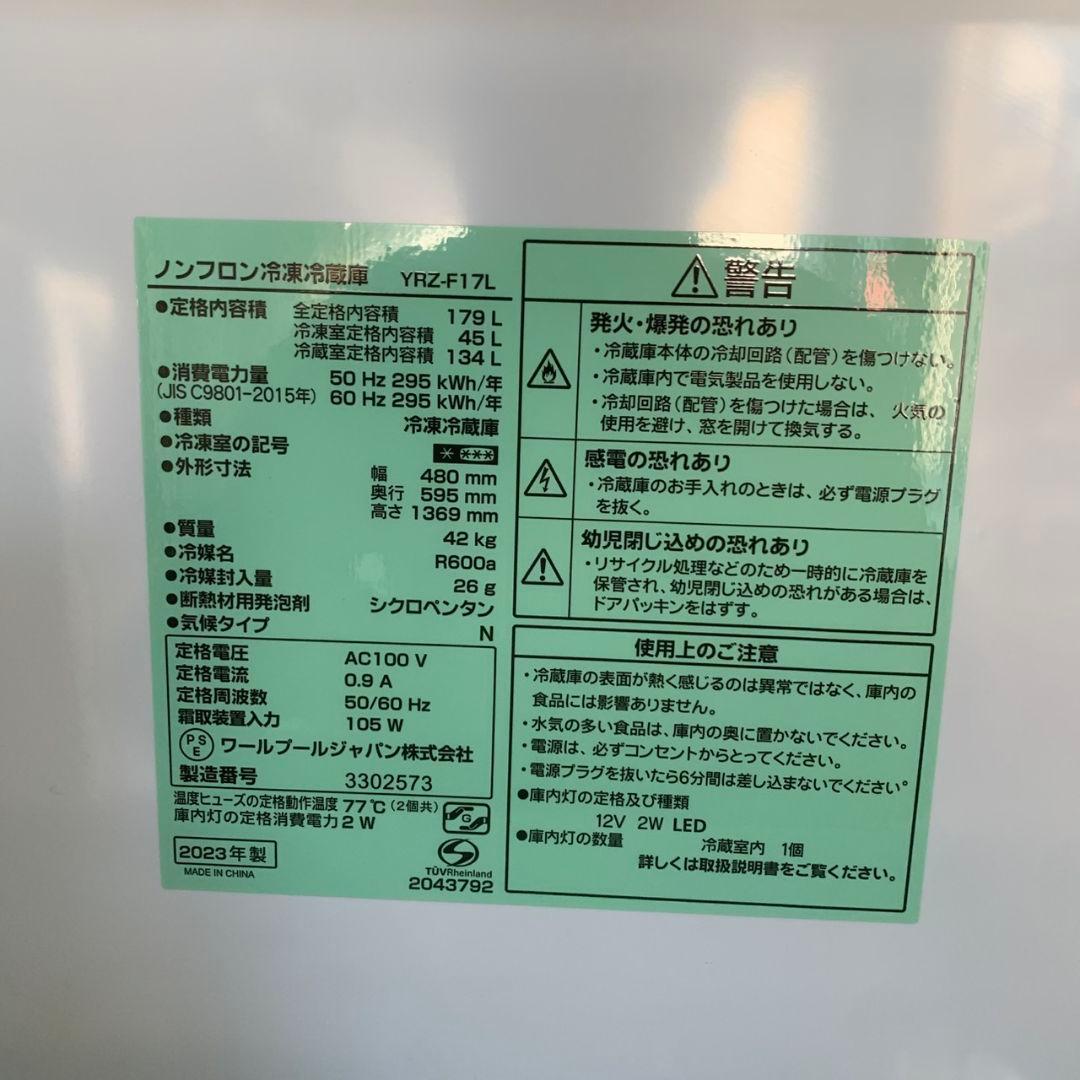 ノンフロン冷凍冷蔵庫 YRZ-F17L
●定格内容積 全定格内容積 179 L
冷凍室定格内容積 45 L
冷蔵室定格内容積 134 L
●消費電力量 50 Hz 295 kWh/年
(JIS C9801-2015年) 60 Hz 295 kWh/年
●種類 冷凍冷蔵庫
●冷凍室の記号
●外形寸法 幅 480 mm
奥行 595 mm
高さ 1369 mm
●質量 42 kg
●冷媒名 R600a
●冷媒封入量 26 g
●断熱材用発泡剤 シクロペンタン
●気候タイプ N
定格電圧 AC100 V
定格電流 0.9 A
定格周波数 50/60 Hz
霜取装置入力 105 W
PSE ワールプールジャパン株式会社
製造番号 3302573
温度ヒューズの定格動作温度 77℃ (2個共)
庫内灯の定格消費電力 2 W
G
2023年製
MADE IN CHINA
TÜVRheinland
2043792
警告
発火・爆発の恐れあり
・冷蔵庫本体の冷却回路(配管)を傷つけない。
・冷蔵庫内で電気製品を使用しない。
・冷却回路(配管)を傷つけた場合は、火気の
使用を避け、窓を開けて換気する。
感電の恐れあり
・冷蔵庫のお手入れのときは、必ず電源プラグ
を抜く。
幼児閉じ込めの恐れあり
・リサイクル処理などのため一時的に冷蔵庫を
保管され、幼児閉じ込めの恐れがある場合は、
ドアパッキンをはずす。
使用上のご注意
・冷蔵庫の表面が熱く感じるのは異常ではなく、庫内の
食品には影響ありません。
・水気の多い食品は、庫内の奥に置かないでください。
・電源は、必ずコンセントからとってください。
・電源プラグを抜いたら6分間は差し込まないでください。
●庫内灯の定格及び種類
12V 2W LED
●庫内灯の数量 冷蔵室内 1個
詳しくは取扱説明書をご覧ください。